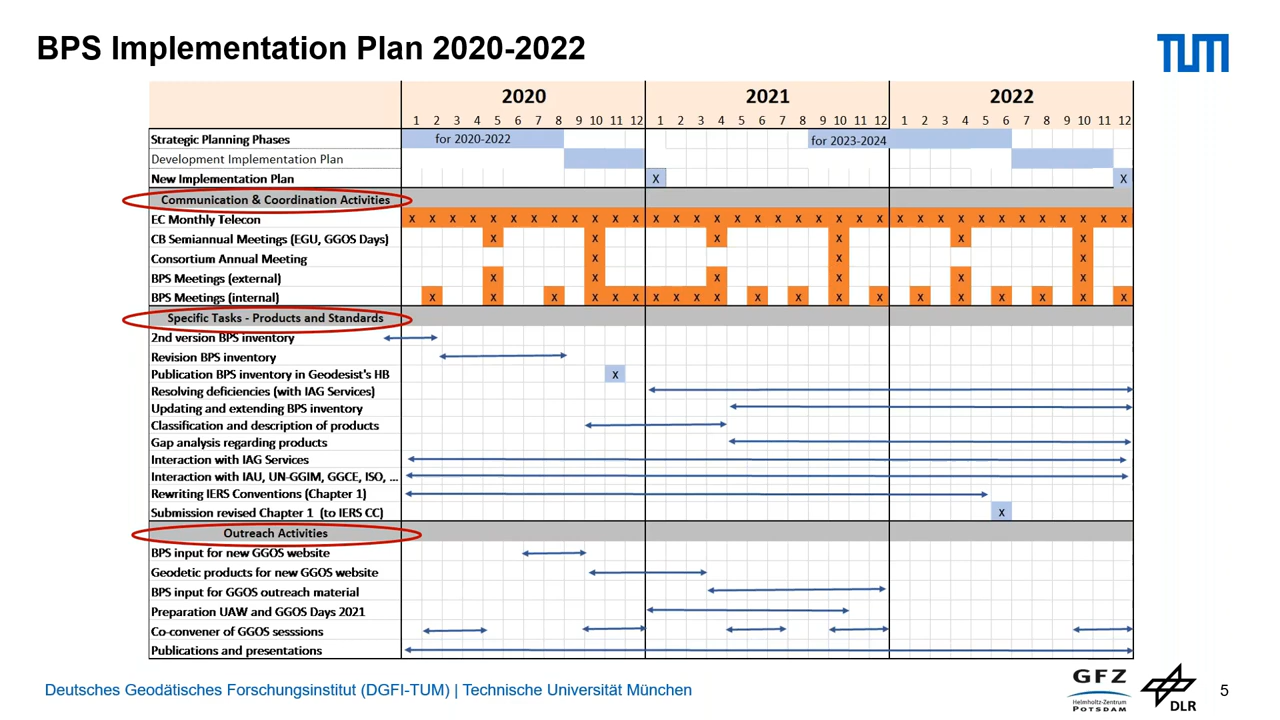 BPS Implementation Plan 2020-2022
TUM
2020 2021 2022
1 2 3 4 5 6 7 8 9 10 11 12 1 2 3 4 5 6 7 8 9 10 11 12 1 2 3 4 5 6 7 8 9 10 11 12
Strategic Planning Phases for 2020-2022 for 2023-2024
Development Implementation Plan
New Implementation Plan X X
Communication & Coordination Activities
EC Monthly Telecon X X X X X X X X X X X X X X X X X X X X X X X X X X X X X X X X X X X X
CB Semiannual Meetings (EGU, GGOS Days) X X X X X X
Consortium Annual Meeting X X X
BPS Meetings (external) X X X X X X
BPS Meetings (internal) X X X X X X X X X X X X X X X X X X X X
Specific Tasks - Products and Standards
2nd version BPS inventory
Revision BPS inventory
Publication BPS inventory in Geodesist's HB X
Resolving deficiencies (with IAG Services)
Updating and extending BPS inventory
Classification and description of products
Gap analysis regarding products
Interaction with IAG Services
Interaction with IAU, UN-GGIM, GGCE, ISO, ...
Rewriting IERS Conventions (Chapter 1)
Submission revised Chapter 1 (to IERS CC) X
Outreach Activities
BPS input for new GGOS website
Geodetic products for new GGOS website
BPS input for GGOS outreach material
Preparation UAW and GGOS Days 2021
Co-convener of GGOS sesssions
Publications and presentations
Deutsches Geodätisches Forschungsinstitut (DGFI-TUM) | Technische Universität München
GFZ
Helmholtz-Zentrum
POTSDAM
DLR
5